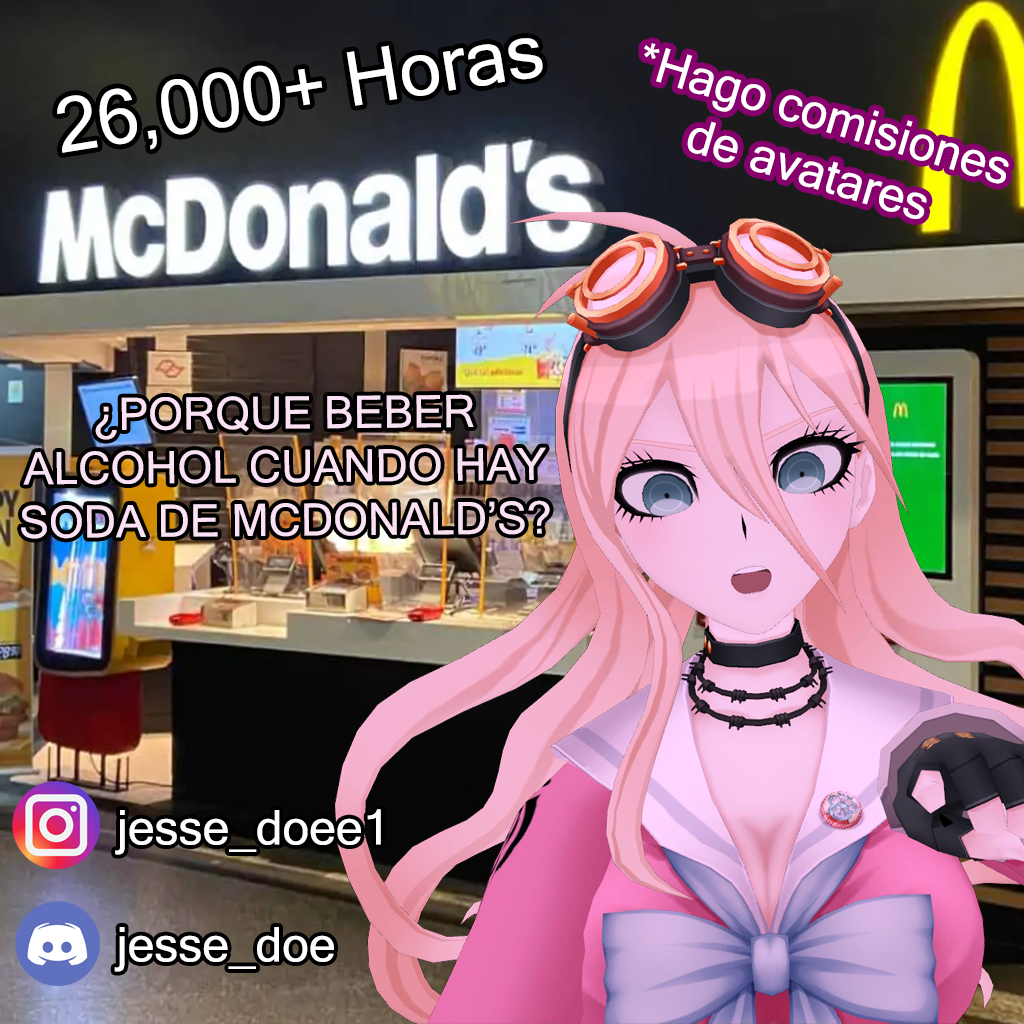 26,000+ Horas
*Hago comisiones
de avatares
McDonald's
¿PORQUE BEBER
ALCOHOL CUANDO HAY
SODA DE MCDONALD'S?
jesse_doee1
jesse_doe